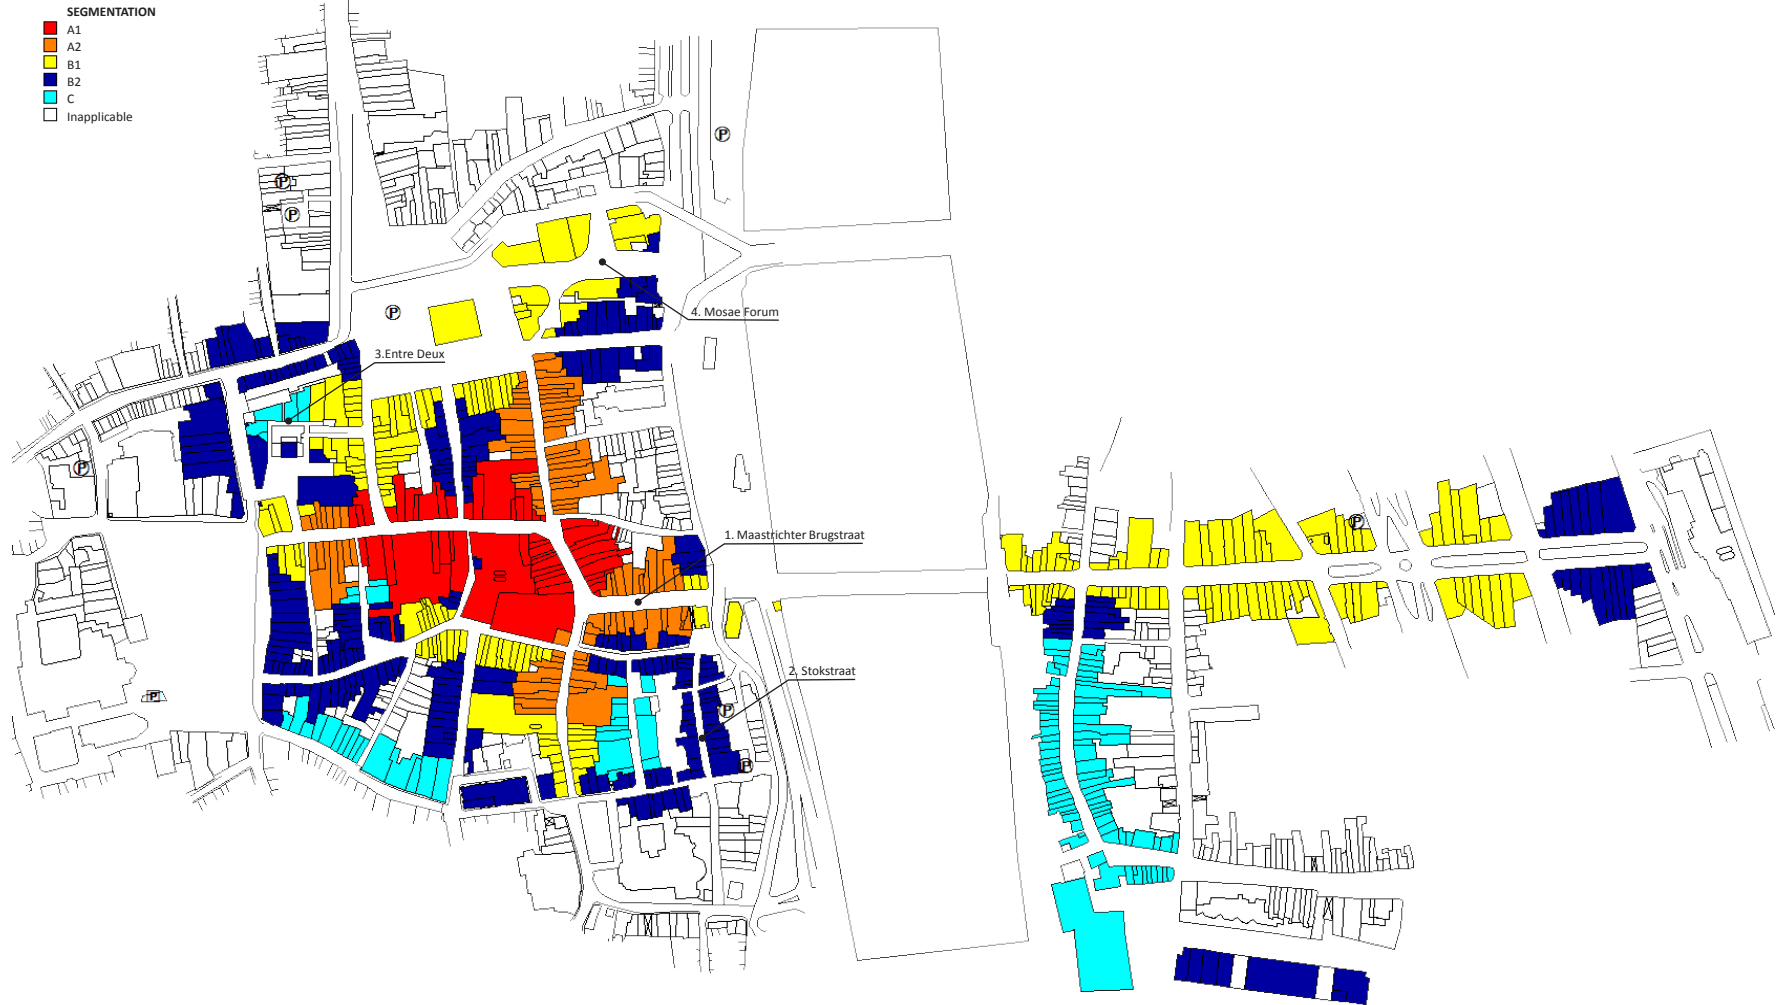 SEGMENTATION
A1
A2
B1
B2
C
Inapplicable
P
P
P
P
4. Mosae Forum
3.Entre Deux
P
P
1. Maastrichter Brugstraat
2. Stokstraat
P
P
P